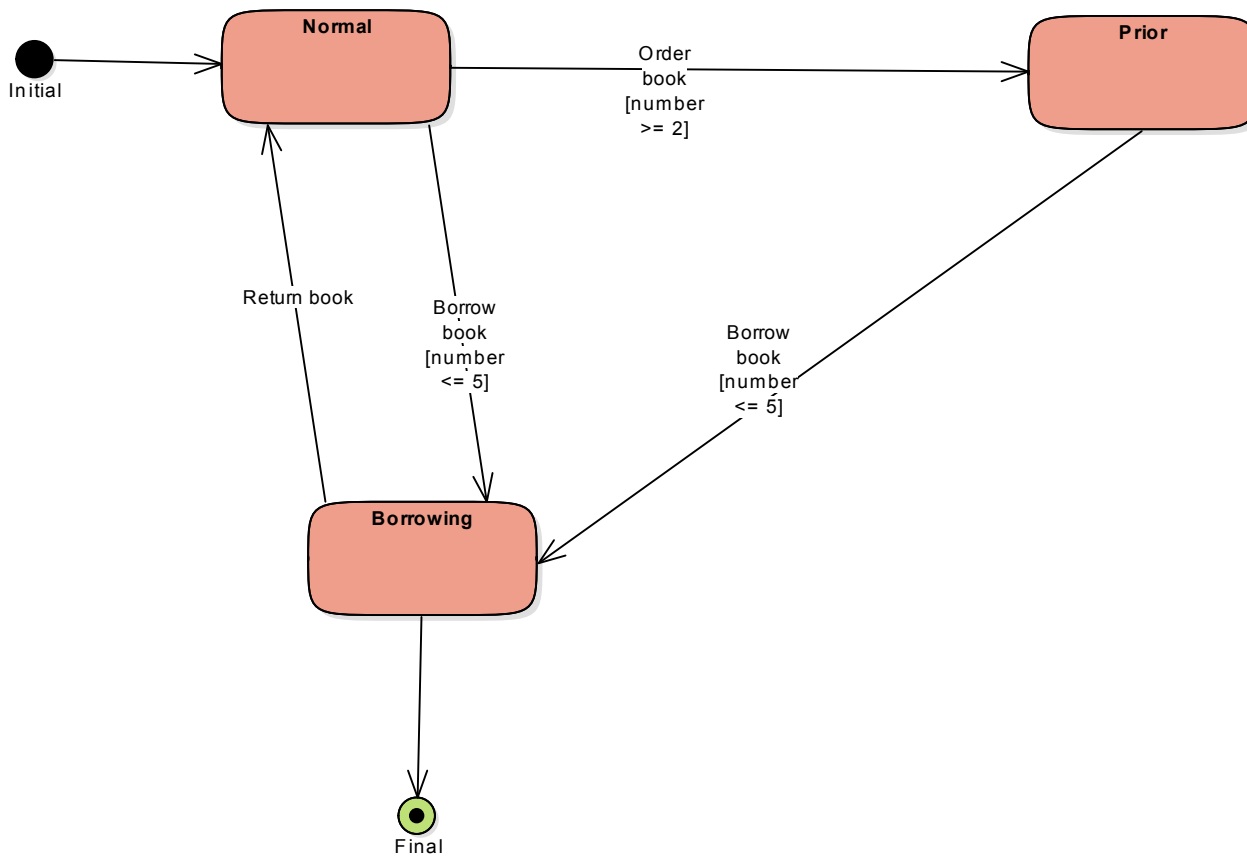 Normal
Prior
Initial
Order
book
[number
>= 2]
Return book
Borrow
book
[number
<= 5]
Borrow
book
[number
<= 5]
Borrowing
Final